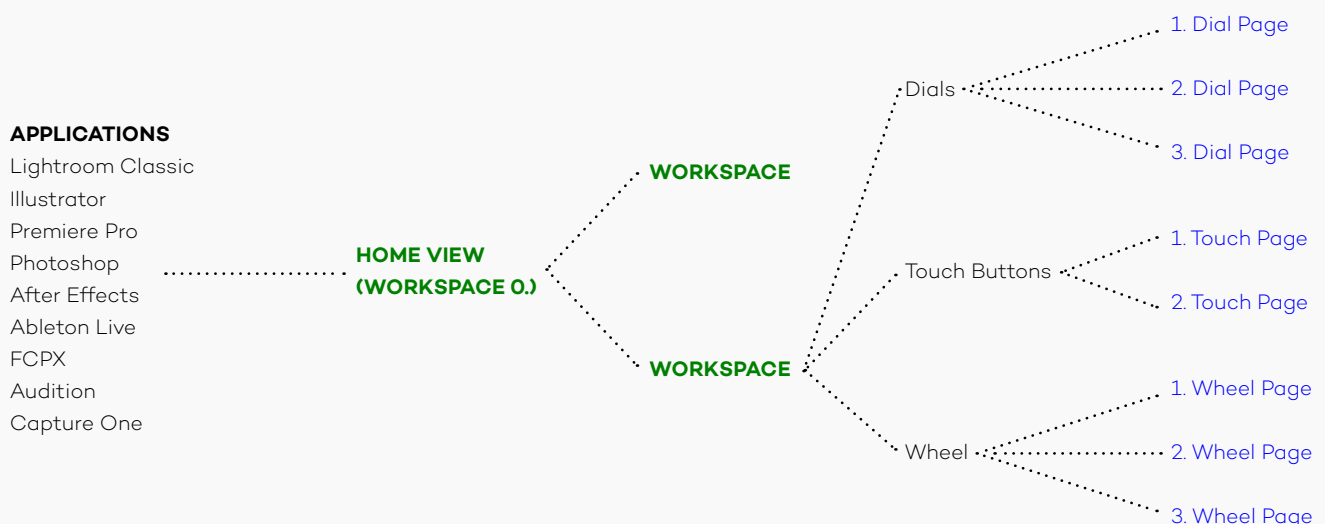 APPLICATIONS
Lightroom Classic
Illustrator
Premiere Pro
Photoshop
After Effects
Ableton Live
FCPX
Audition
Capture One
HOME VIEW
(WORKSPACE 0.)
WORKSPACE
WORKSPACE
Dials
1. Dial Page
2. Dial Page
3. Dial Page
Touch Buttons
1. Touch Page
2. Touch Page
Wheel
1. Wheel Page
2. Wheel Page
3. Wheel Page